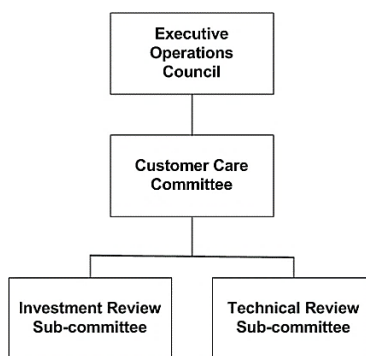 Executive
Operations
Council
Customer Care
Committee
Investment Review
Sub-committee
Technical Review
Sub-committee